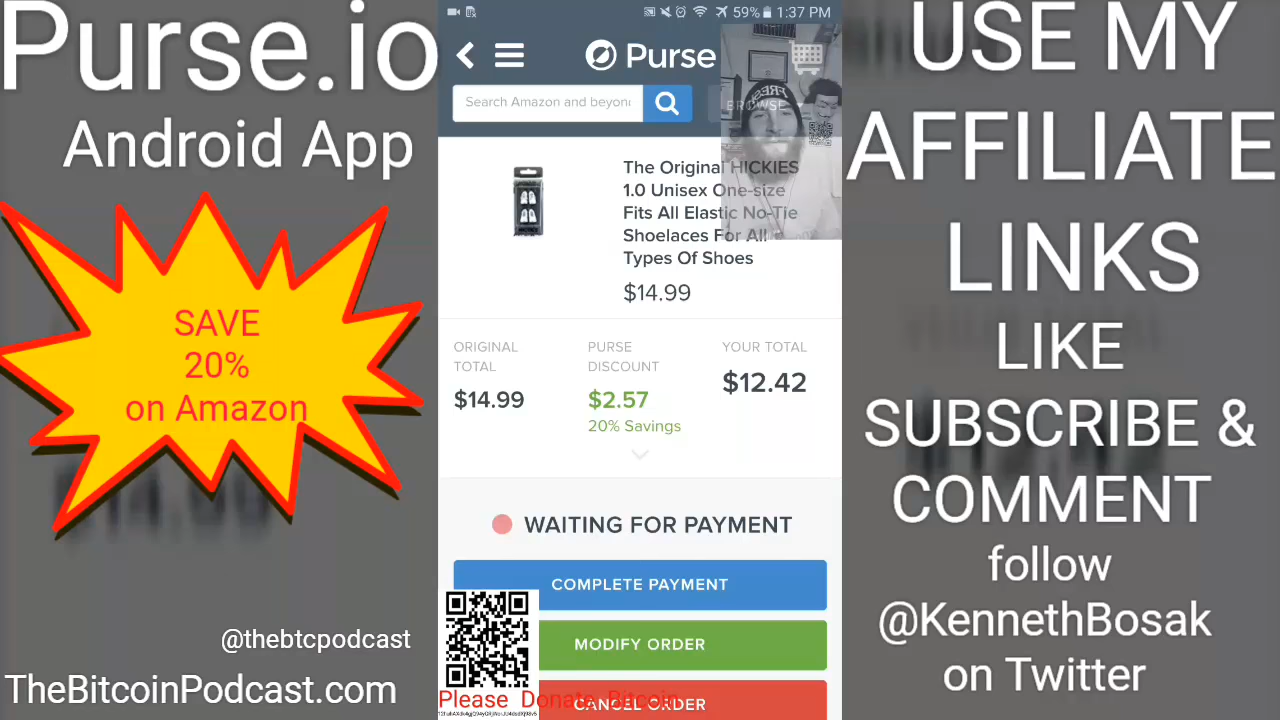 Purse.io
Android App
SAVE
20%
on Amazon
@thebtcpodcast
TheBitcoinPodcast.com
59% 1:37 PM
Purse
Search Amazon and beyon
BROWSE
FRESH
The Original HICKIES
1.0 Unisex One-size
Fits All Elastic No-Tie
Shoelaces For All
Types Of Shoes
$14.99
ORIGINAL
TOTAL
$14.99
PURSE
DISCOUNT
$2.57
20% Savings
YOUR TOTAL
$12.42
WAITING FOR PAYMENT
COMPLETE PAYMENT
MODIFY ORDER
Please Donate Bitcoin
CANCEL ORDER
USE MY
AFFILIATE
LINKS
LIKE
SUBSCRIBE &
COMMENT
follow
@KennethBosak
on Twitter